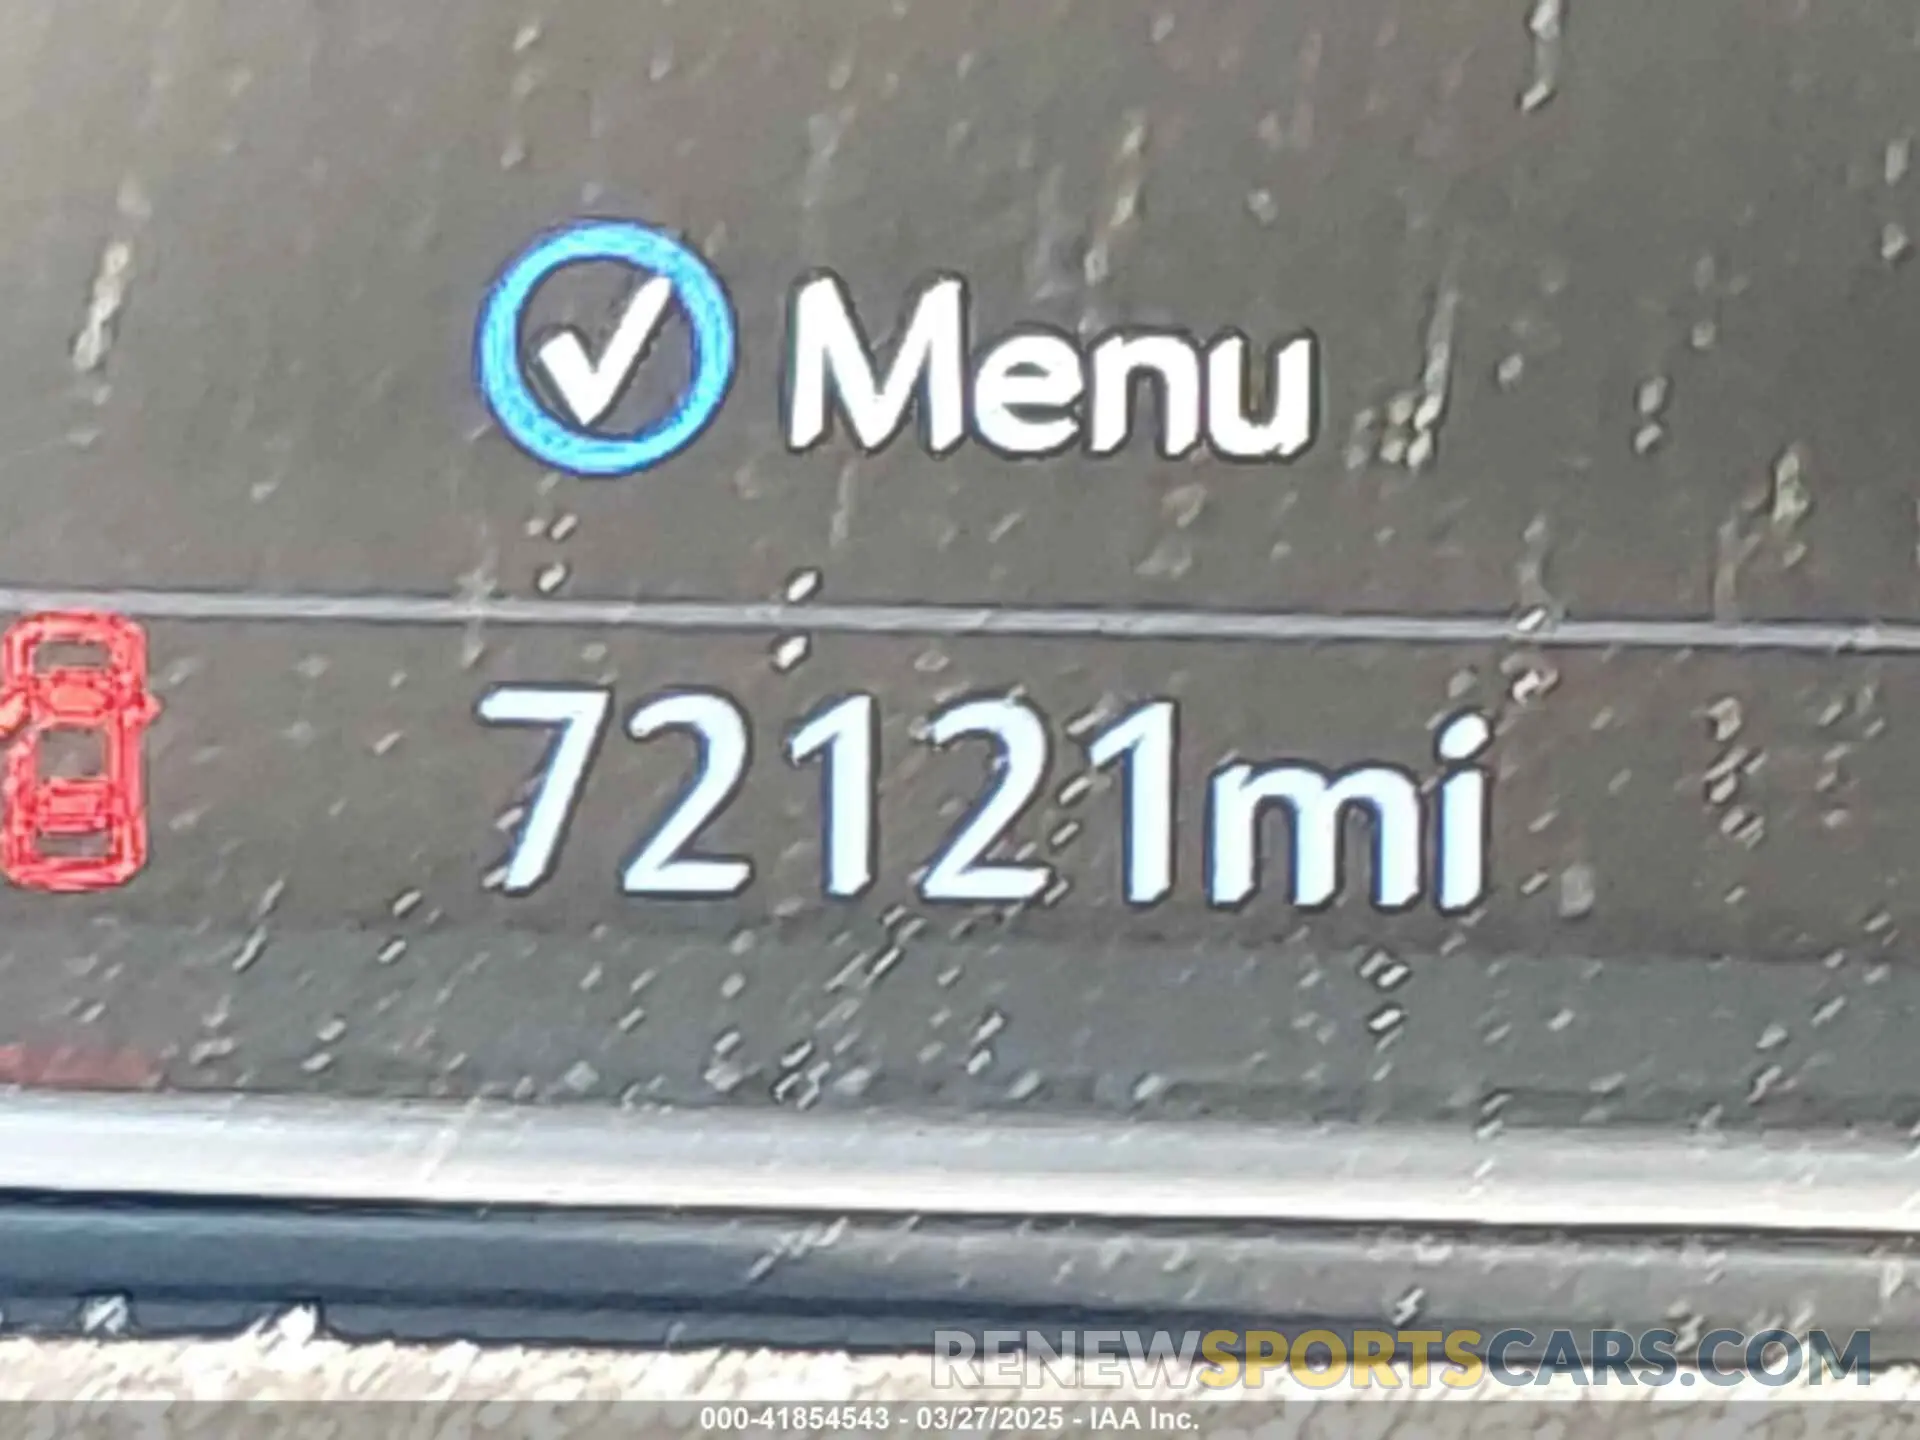 Menu
72121mi
RENEWSPORTSCARS.COM
000-41854543 - 03/27/2025 - IAA Inc.